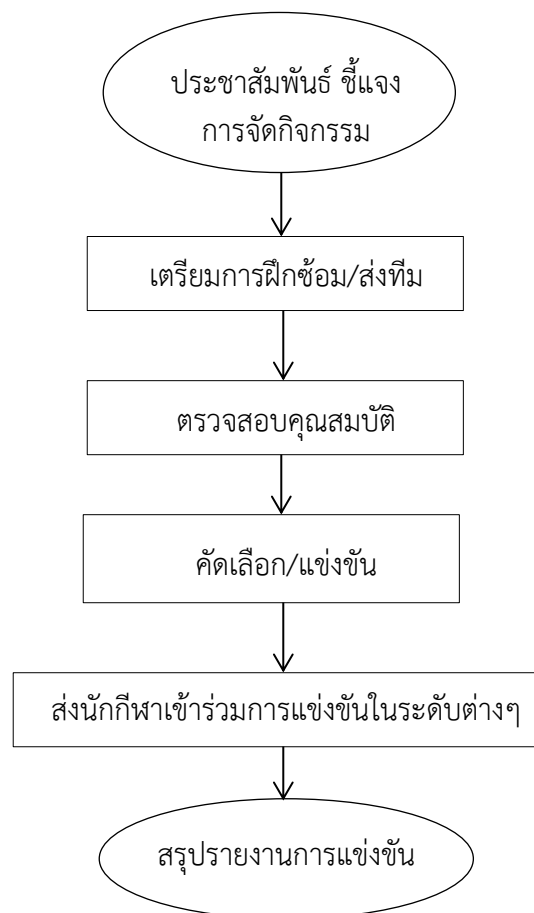 ประชาสัมพันธ์ ชี้แจง
การจัดกิจกรรม
เตรียมการฝึกซ้อม/ส่งทีม
ตรวจสอบคุณสมบัติ
คัดเลือก/แข่งขัน
ส่งนักกีฬาเข้าร่วมการแข่งขันในระดับต่างๆ
สรุปรายงานการแข่งขัน